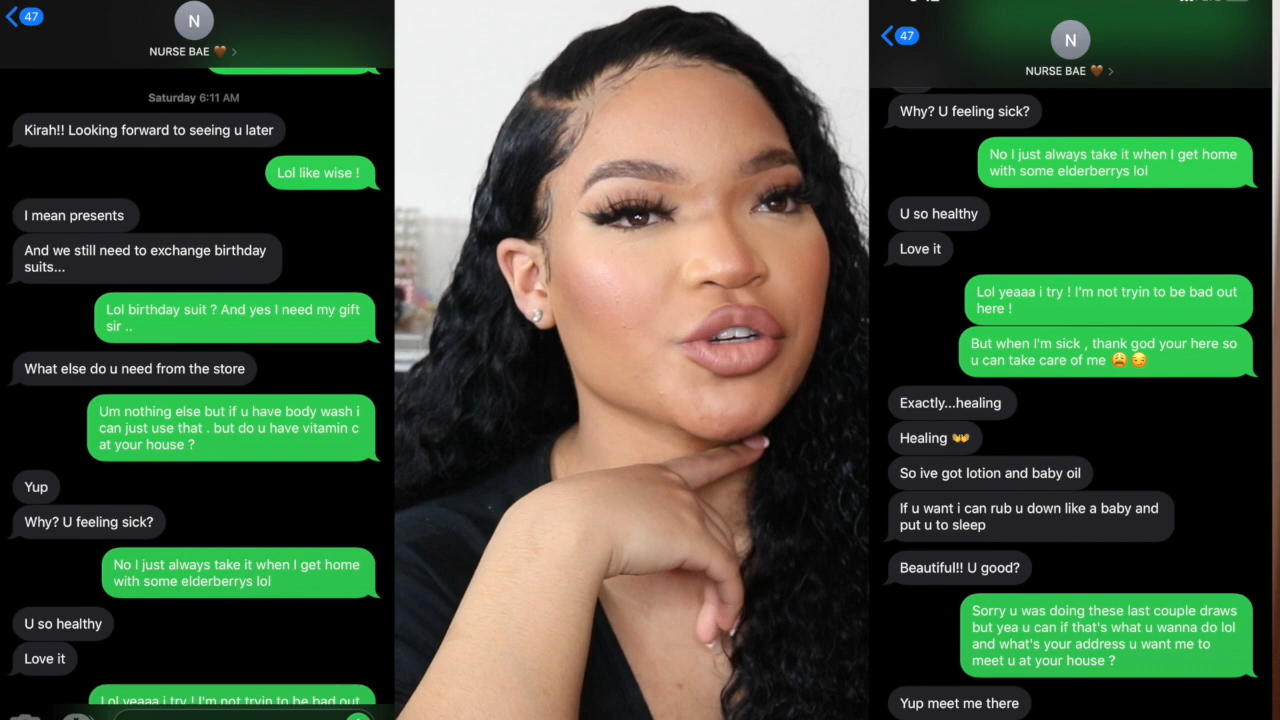 47
N
NURSE BAE 🤎 >
Saturday 6:11 AM
Kirah!! Looking forward to seeing u later
Lol like wise !
I mean presents
And we still need to exchange birthday
suits...
Lol birthday suit ? And yes I need my gift
sir ..
What else do u need from the store
Um nothing else but if u have body wash i
can just use that . but do u have vitamin c
at your house ?
Yup
Why? U feeling sick?
No I just always take it when I get home
with some elderberrys lol
U so healthy
Love it
Lol yeaaa i try ! I'm not tryin to be bad out
47
N
NURSE BAE 🤎 >
Why? U feeling sick?
No I just always take it when I get home
with some elderberrys lol
U so healthy
Love it
Lol yeaaa i try ! I'm not tryin to be bad out
here !
But when I'm sick , thank god your here so
u can take care of me 😩😏
Exactly...healing
Healing 👐
So ive got lotion and baby oil
If u want i can rub u down like a baby and
put u to sleep
Beautiful!! U good?
Sorry u was doing these last couple draws
but yea u can if that's what u wanna do lol
and what's your address u want me to
meet u at your house ?
Yup meet me there